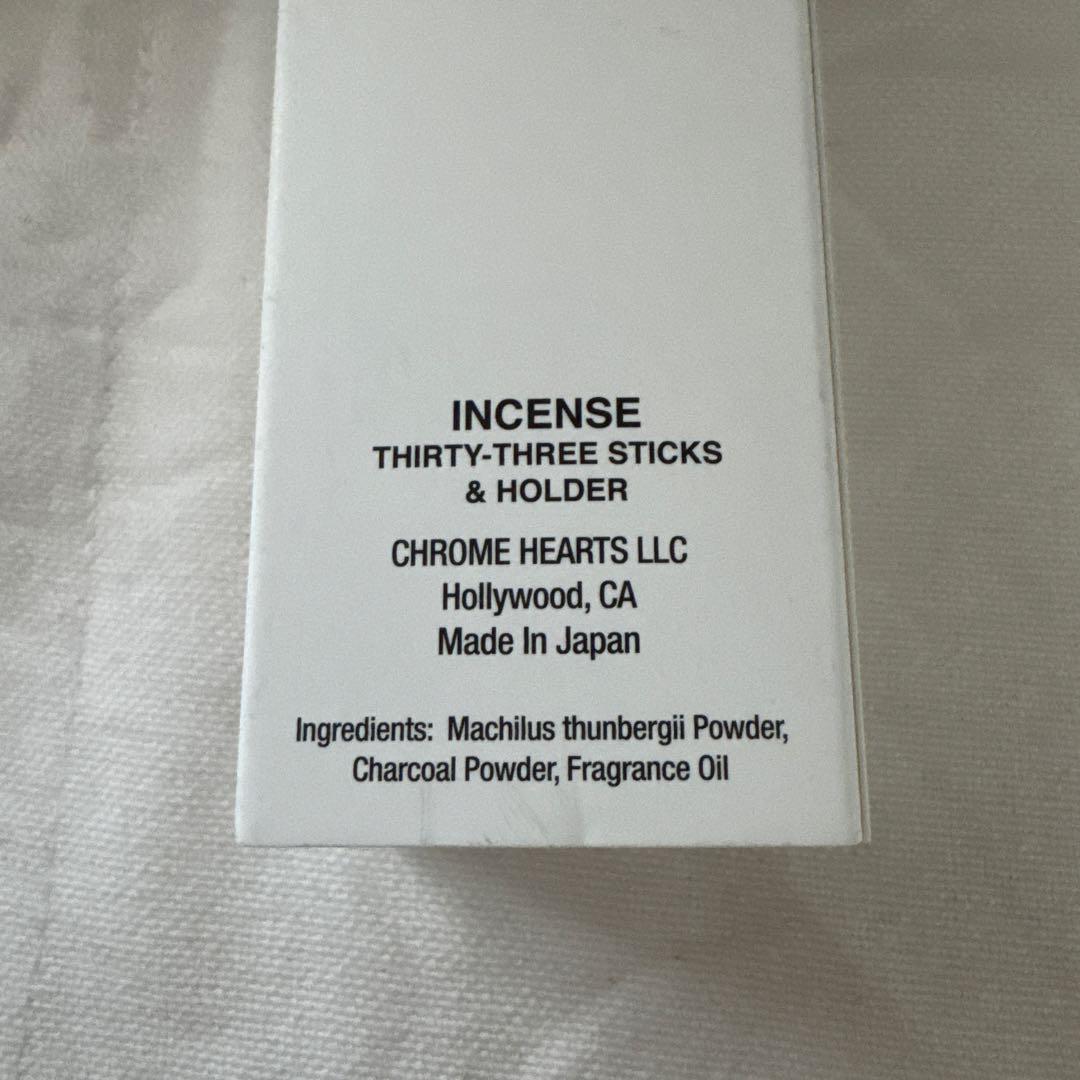 INCENSE
THIRTY-THREE STICKS
& HOLDER
CHROME HEARTS LLC
Hollywood, CA
Made In Japan
Ingredients: Machilus thunbergii Powder,
Charcoal Powder, Fragrance Oil